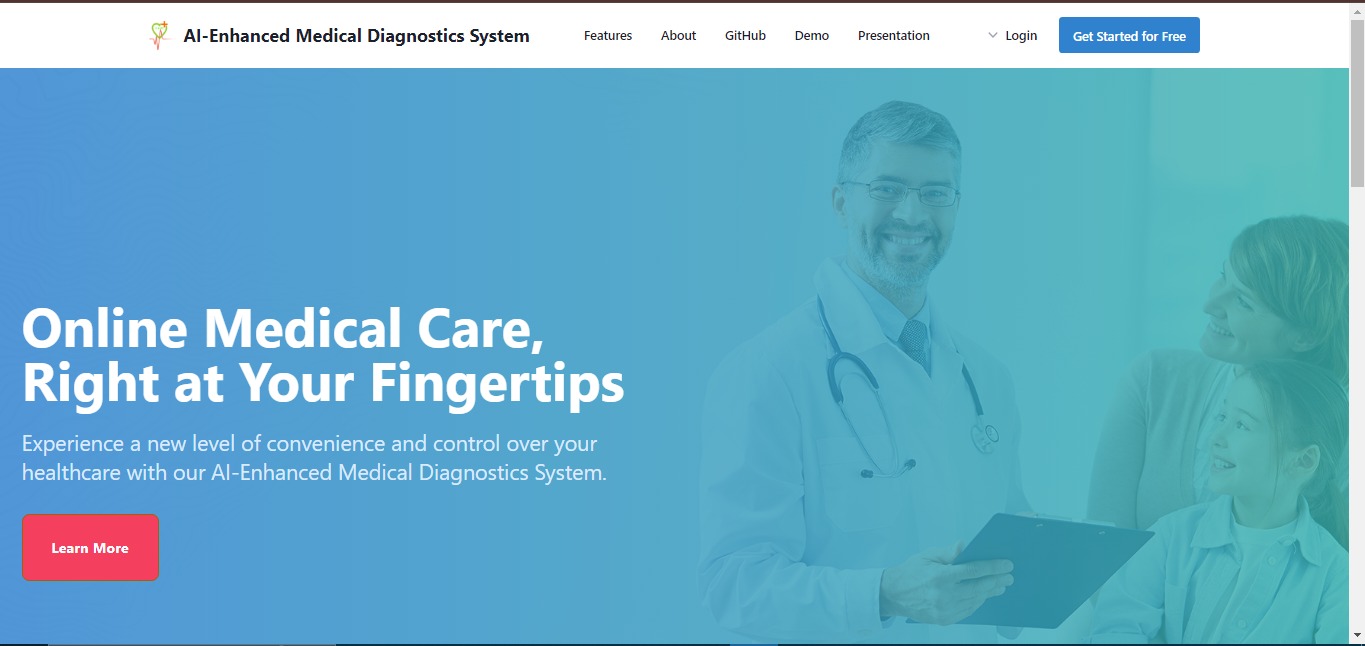 AI-Enhanced Medical Diagnostics System
Features
About
GitHub
Demo
Presentation
Login
Get Started for Free
Online Medical Care,
Right at Your Fingertips
Experience a new level of convenience and control over your
healthcare with our AI-Enhanced Medical Diagnostics System.
Learn More